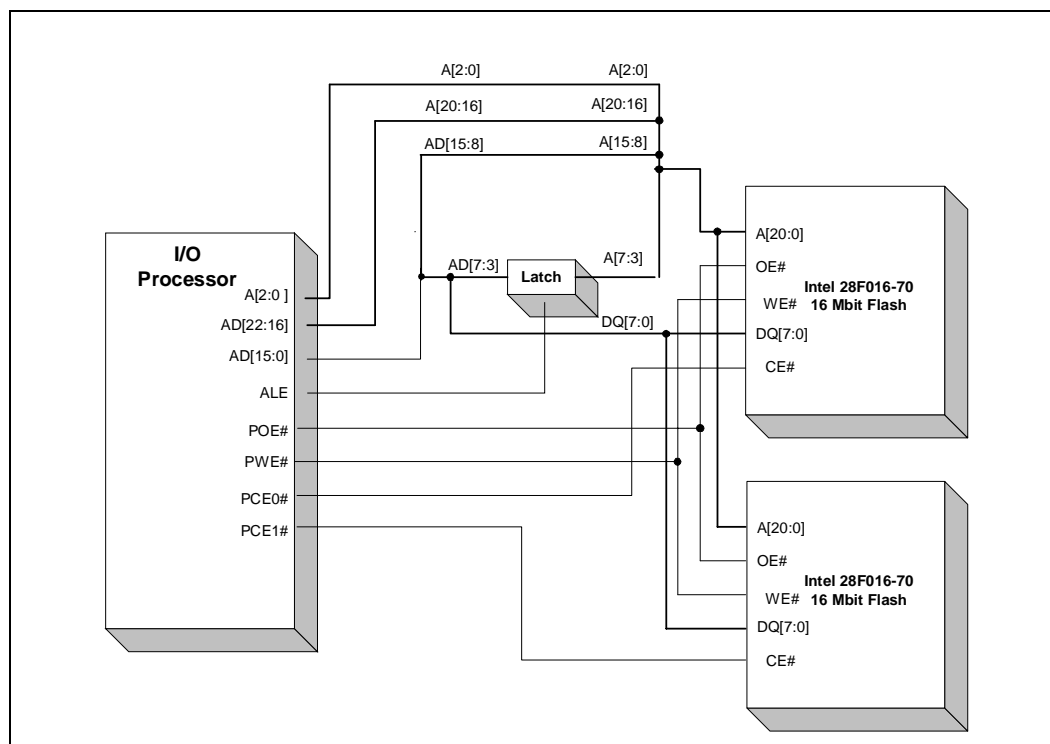 A[2:0] A[2:0]
A[20:16] A[20:16]
AD[15:8] A[15:8]
I/O
Processor
A[2:0 ]
AD[22:16]
AD[15:0]
ALE
POE#
PWE#
PCE0#
PCE1#
AD[7:3]
Latch
A[7:3]
DQ[7:0]
A[20:0]
OE#
Intel 28F016-70
WE# 16 Mbit Flash
DQ[7:0]
CE#
A[20:0]
OE#
Intel 28F016-70
WE# 16 Mbit Flash
DQ[7:0]
CE#